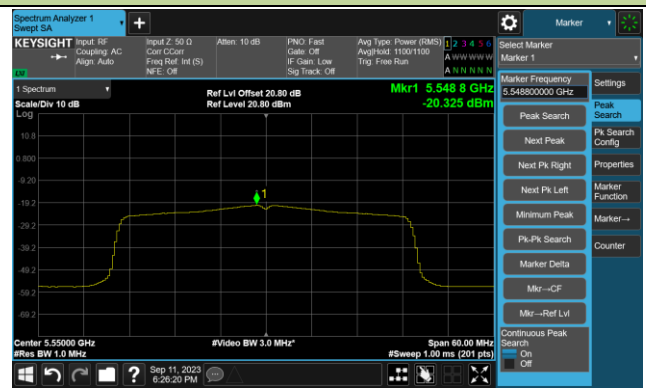 Spectrum Analyzer 1
Swept SA
Marker
KEYSIGHT
Input: RF
Coupling: AC
Align: Auto
Input Z: 50 Ω
Corr CCorr
Freq Ref: Int (S)
NFE: Off
Atten: 10 dB
PNO: Fast
Gate: Off
IF Gain: Low
Sig Track: Off
Avg Type: Power (RMS)
Avg|Hold: 1100/1100
Trig: Free Run
1 2 3 4 5 6
A W W W W W
A N N N N N
Select Marker
Marker 1
1 Spectrum
Scale/Div 10 dB
Log
Ref Lvl Offset 20.80 dB
Ref Level 20.80 dBm
Mkr1 5.548 8 GHz
-20.325 dBm
10.8
0.800
-9.20
-19.2
-29.2
-39.2
-49.2
-59.2
-69.2
1
Center 5.55000 GHz
#Res BW 1.0 MHz
#Video BW 3.0 MHz*
Span 60.00 MHz
#Sweep 1.00 ms (201 pts)
Marker Frequency
5.548800000 GHz
Peak Search
Next Peak
Next Pk Right
Next Pk Left
Minimum Peak
Pk-Pk Search
Marker Delta
Mkr→CF
Mkr→Ref Lvl
Continuous Peak
Search
On
Off
Settings
Peak
Search
Pk Search
Config
Properties
Marker
Function
Marker→
Counter
Sep 11, 2023
6:26:20 PM